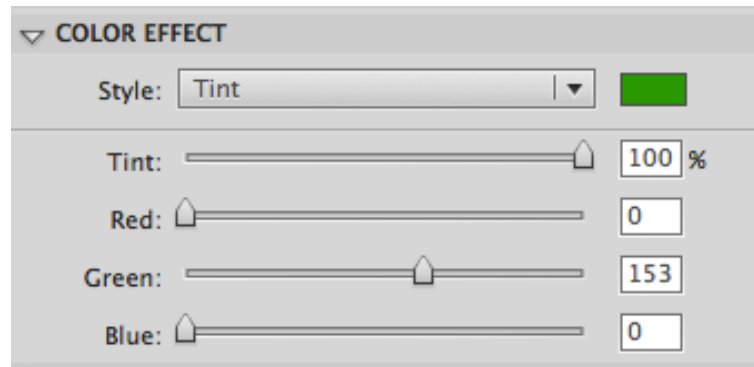 COLOR EFFECT
Style: Tint
Tint: 100 %
Red: 0
Green: 153
Blue: 0